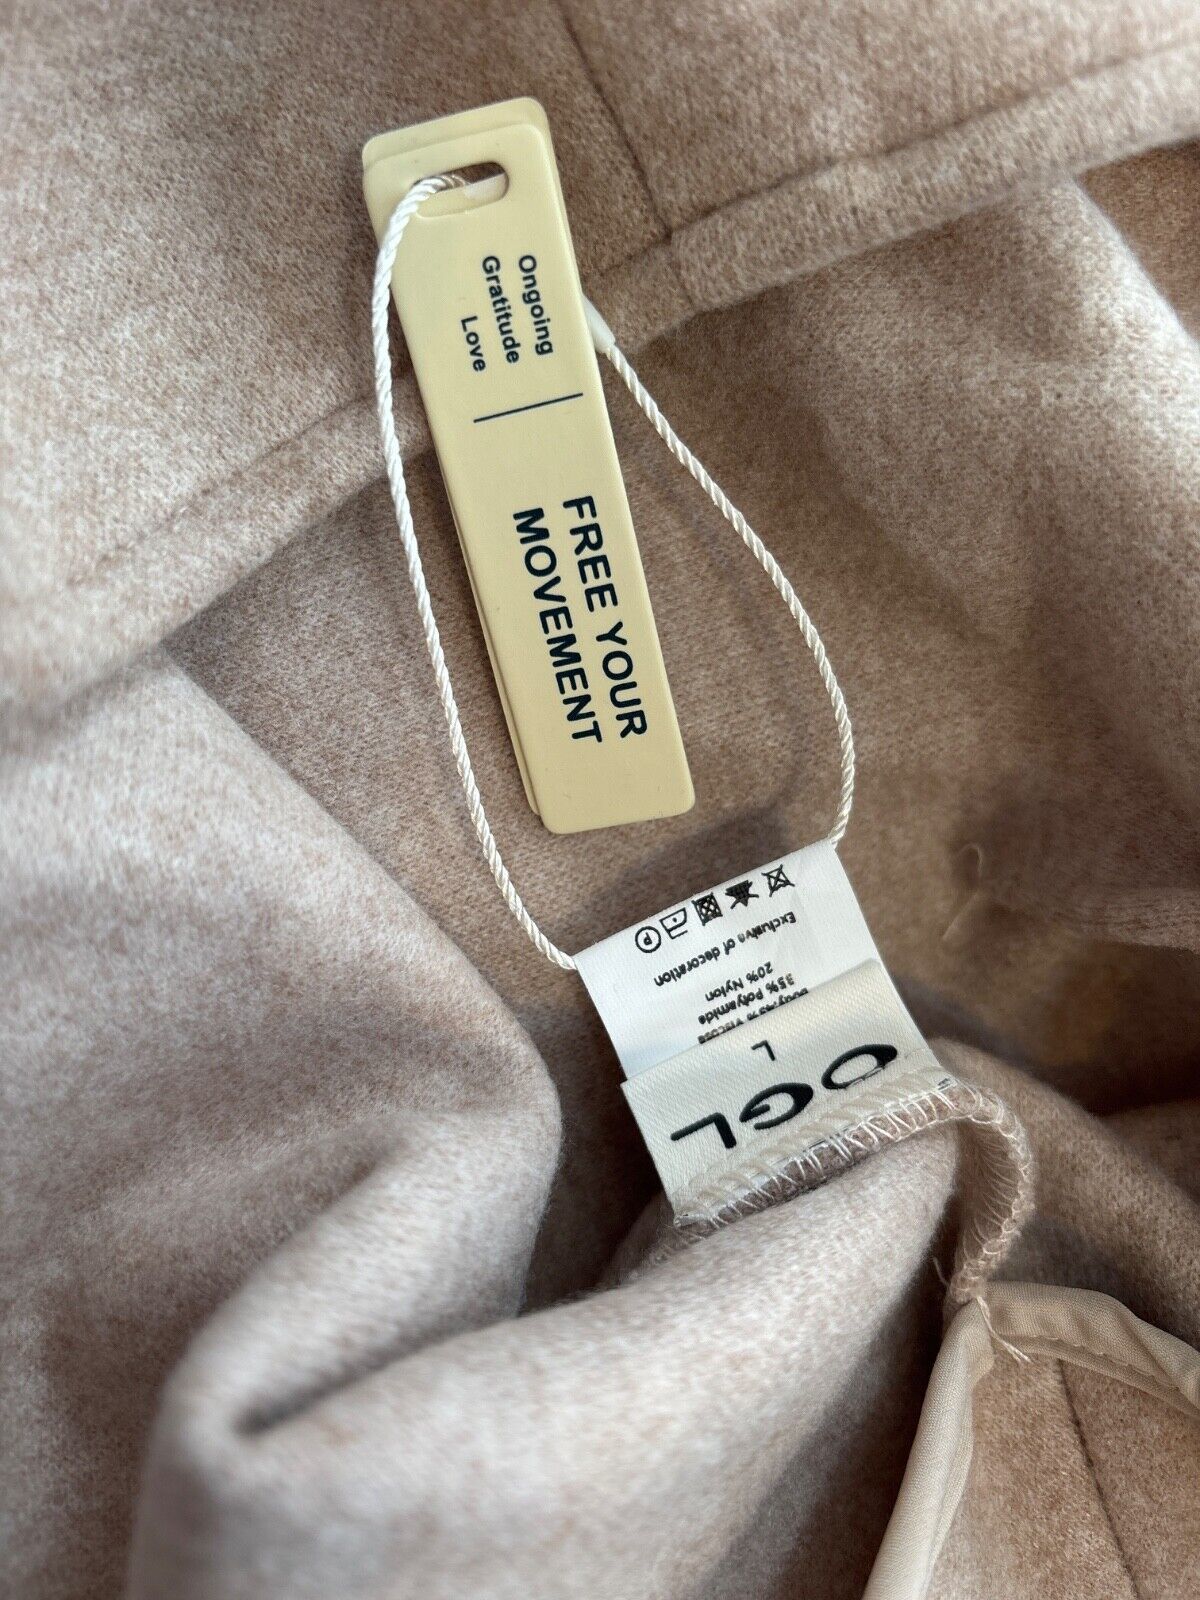 Ongoing
Gratitude
Love
FREE YOUR
MOVEMENT
OGL
L
35% Polyamide
20% Nylon
Exclusive of decoration
P